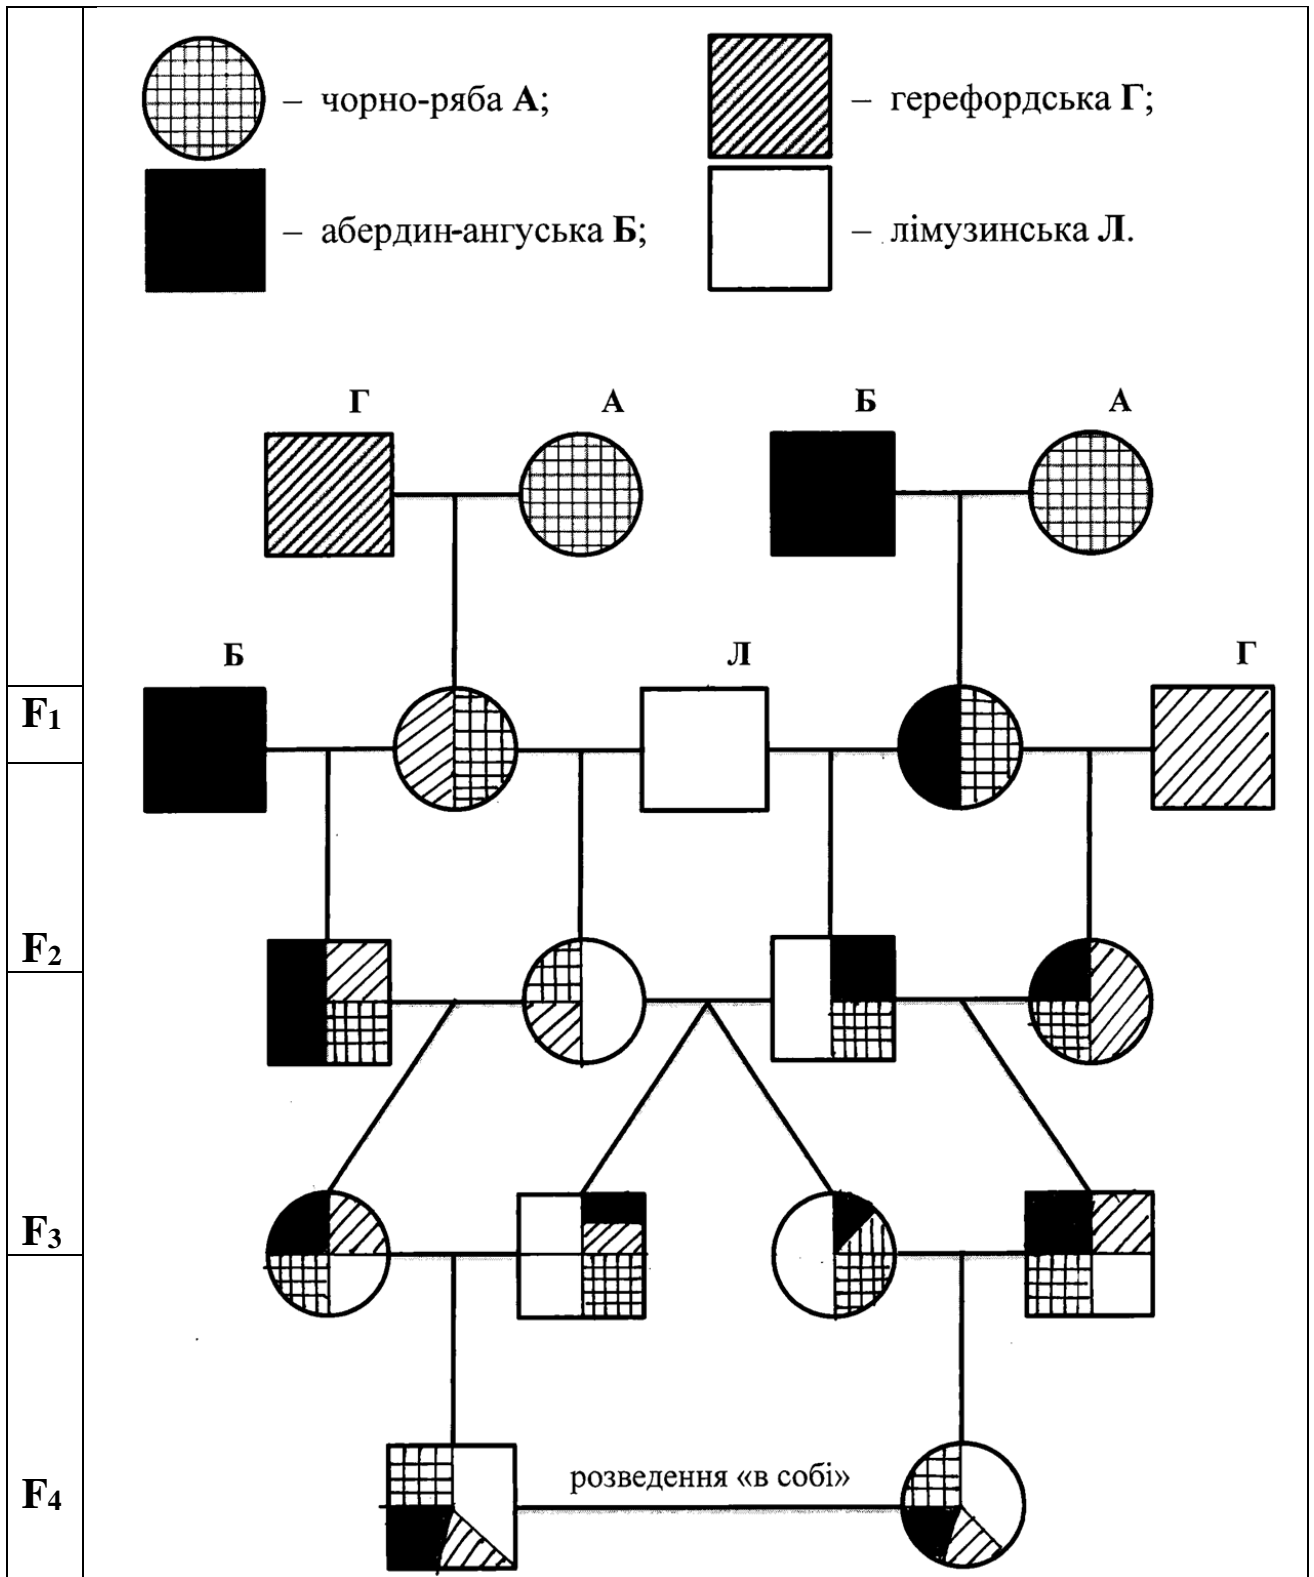 – чорно-ряба А;
– герефордська Г;
– абердин-ангуська Б;
– лімузинська Л.
Г
А
Б
А
Б
Л
Г
F1
F2
F3
F4
розведення «в собі»